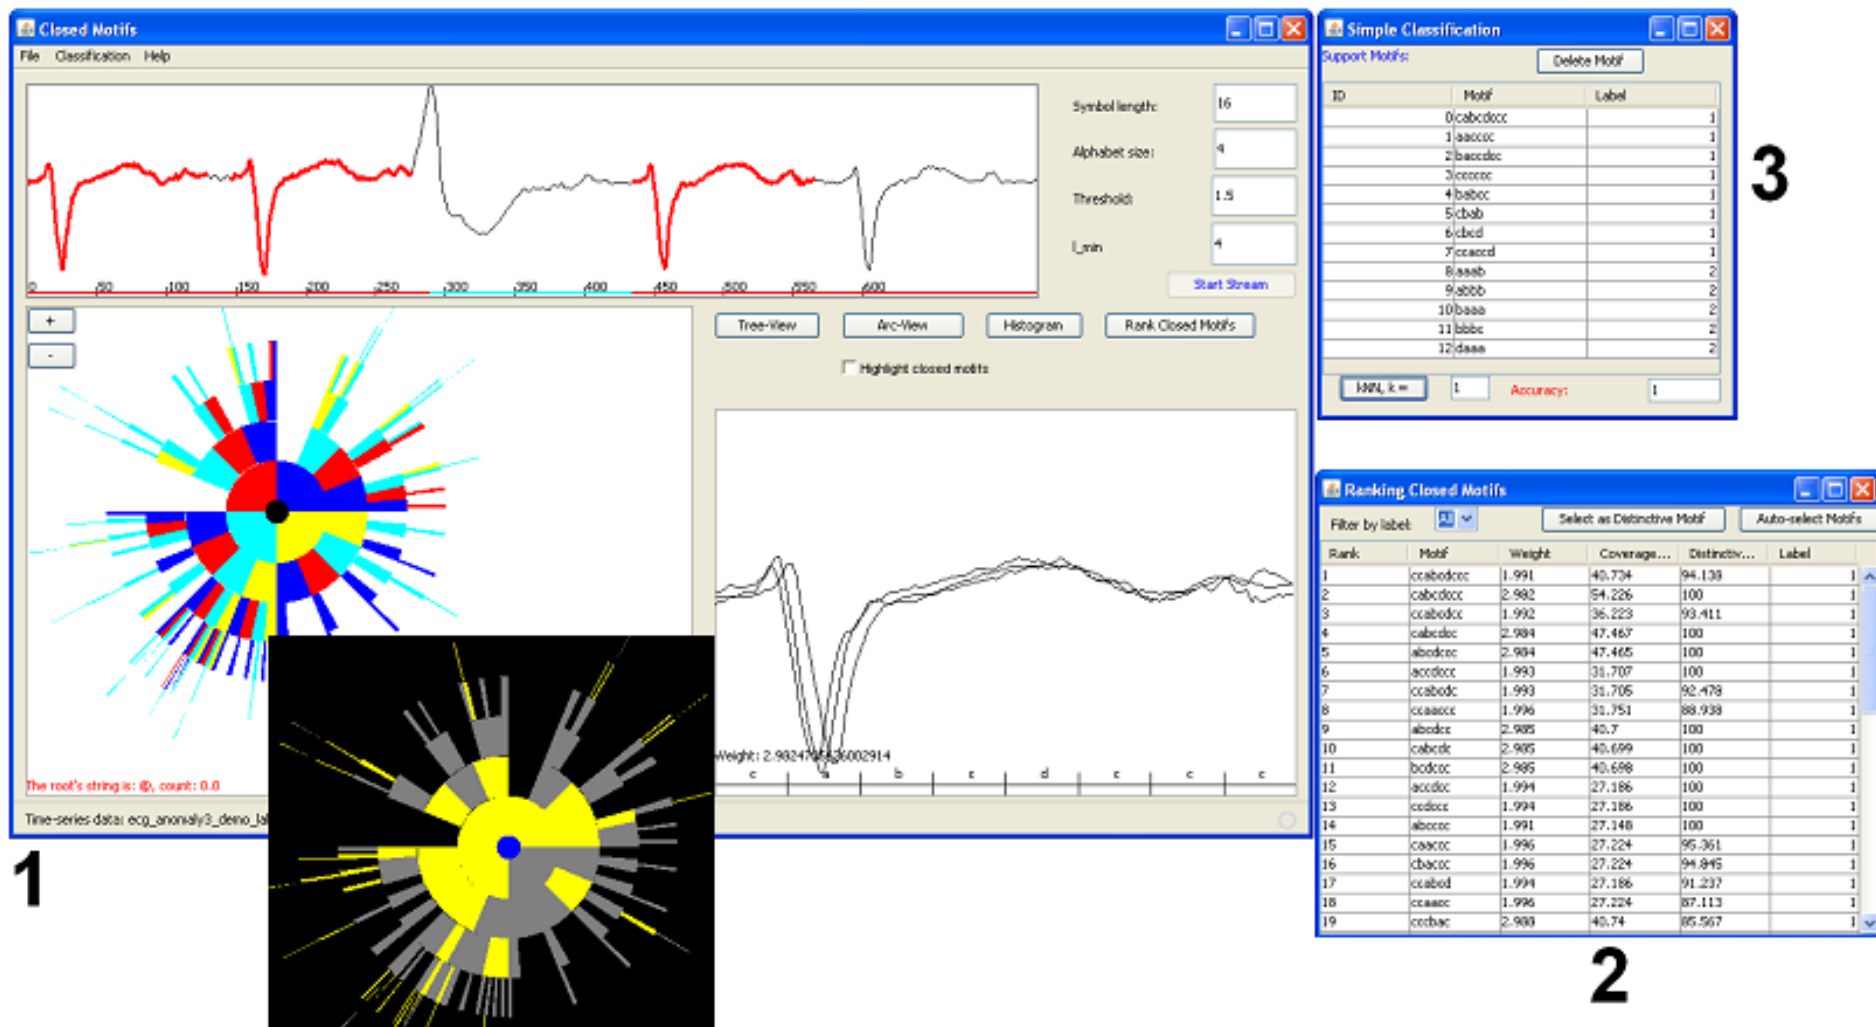 Closed Motifs
File Classification Help
Symbol length: 16
Alphabet size: 4
Threshold: 1.5
l_min 4
Start Stream
0 50 100 150 200 250 300 350 400 450 500 550 600
+
-
Tree-View Arc-View Histogram Rank Closed Motifs
Highlight closed motifs
c a b c d c c c
The root's string is: @, count: 0.0
Time-series data:
1
Simple Classification
Support Motifs: Delete Motif
ID Motif Label
0 cabcdccc 1
1 aacccc 1
2 baccdcc 1
3 cccccc 1
4 babcc 1
5 cbab 1
6 cbcd 1
7 ccaccd 1
8 aaab 2
9 abbb 2
10 baaa 2
11 bbbc 2
12 daaa 2
kNN, k = 1 Accuracy: 1
3
Ranking Closed Motifs
Filter by label: Select as Distinctive Motif Auto-select Motifs
Rank Motif Weight Coverage... Distinctiv... Label
1 ccabcdccc 1.991 40.734 94.138 1
2 cabcdccc 2.982 54.226 100 1
3 ccabcdcc 1.992 36.223 93.411 1
4 cabcdcc 2.984 47.467 100 1
5 abcdccc 2.984 47.465 100 1
6 accdccc 1.993 31.707 100 1
7 ccabcdc 1.993 31.705 92.478 1
8 ccaaccc 1.996 31.751 88.938 1
9 abcdcc 2.985 40.7 100 1
10 cabcdc 2.985 40.699 100 1
11 bcdccc 2.985 40.698 100 1
12 accdcc 1.994 27.186 100 1
13 ccdccc 1.994 27.186 100 1
14 abcccc 1.991 27.148 100 1
15 caaccc 1.996 27.224 95.361 1
16 cbaccc 1.996 27.224 94.845 1
17 ccabcd 1.994 27.186 91.237 1
18 ccaacc 1.996 27.224 87.113 1
19 cccbac 2.988 40.74 85.567 1
2